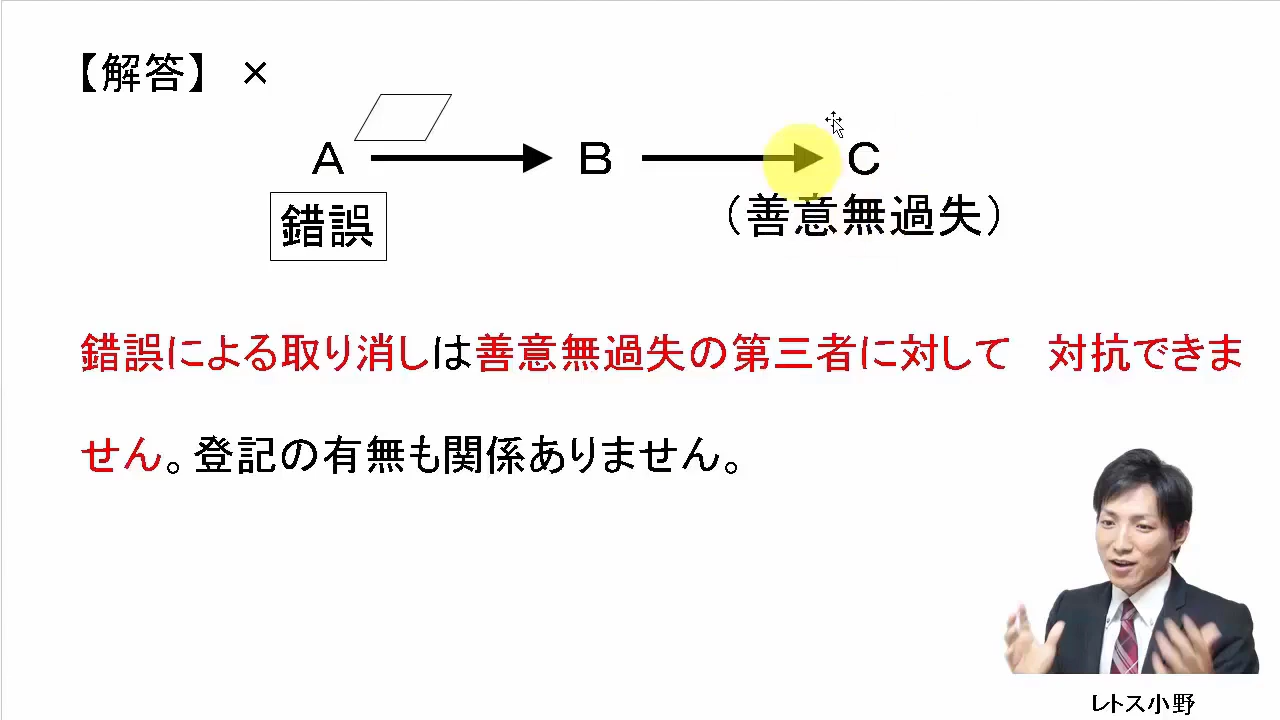 【解答】 ×
A B C
錯誤
（善意無過失）
錯誤による取り消しは善意無過失の第三者に対して　対抗できま
せん。登記の有無も関係ありません。
レトス小野